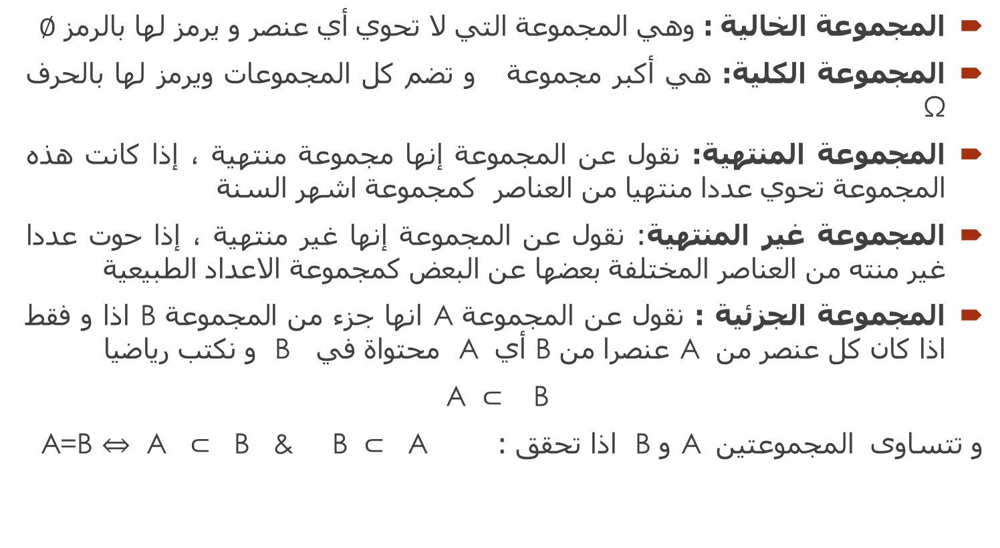 المجموعة الخالية : وهي المجموعة التي لا تحوي أي عنصر و يرمز لها بالرمز Ø
المجموعة الكلية: هي أكبر مجموعة و تضم كل المجموعات ويرمز لها بالحرف
Ω
المجموعة المنتهية: نقول عن المجموعة إنها مجموعة منتهية ، إذا كانت هذه
المجموعة تحوي عددا منتهيا من العناصر كمجموعة اشهر السنة
المجموعة غير المنتهية: نقول عن المجموعة إنها غير منتهية ، إذا حوت عددا
غير منته من العناصر المختلفة بعضها عن البعض كمجموعة الاعداد الطبيعية
المجموعة الجزئية : نقول عن المجموعة A انها جزء من المجموعة B اذا و فقط
اذا كان كل عنصر من A عنصرا من B أي A محتواة في B و نكتب رياضيا
A ⊂ B
و تتساوى المجموعتين A و B اذا تحقق : A=B ⇔ A ⊂ B & B ⊂ A